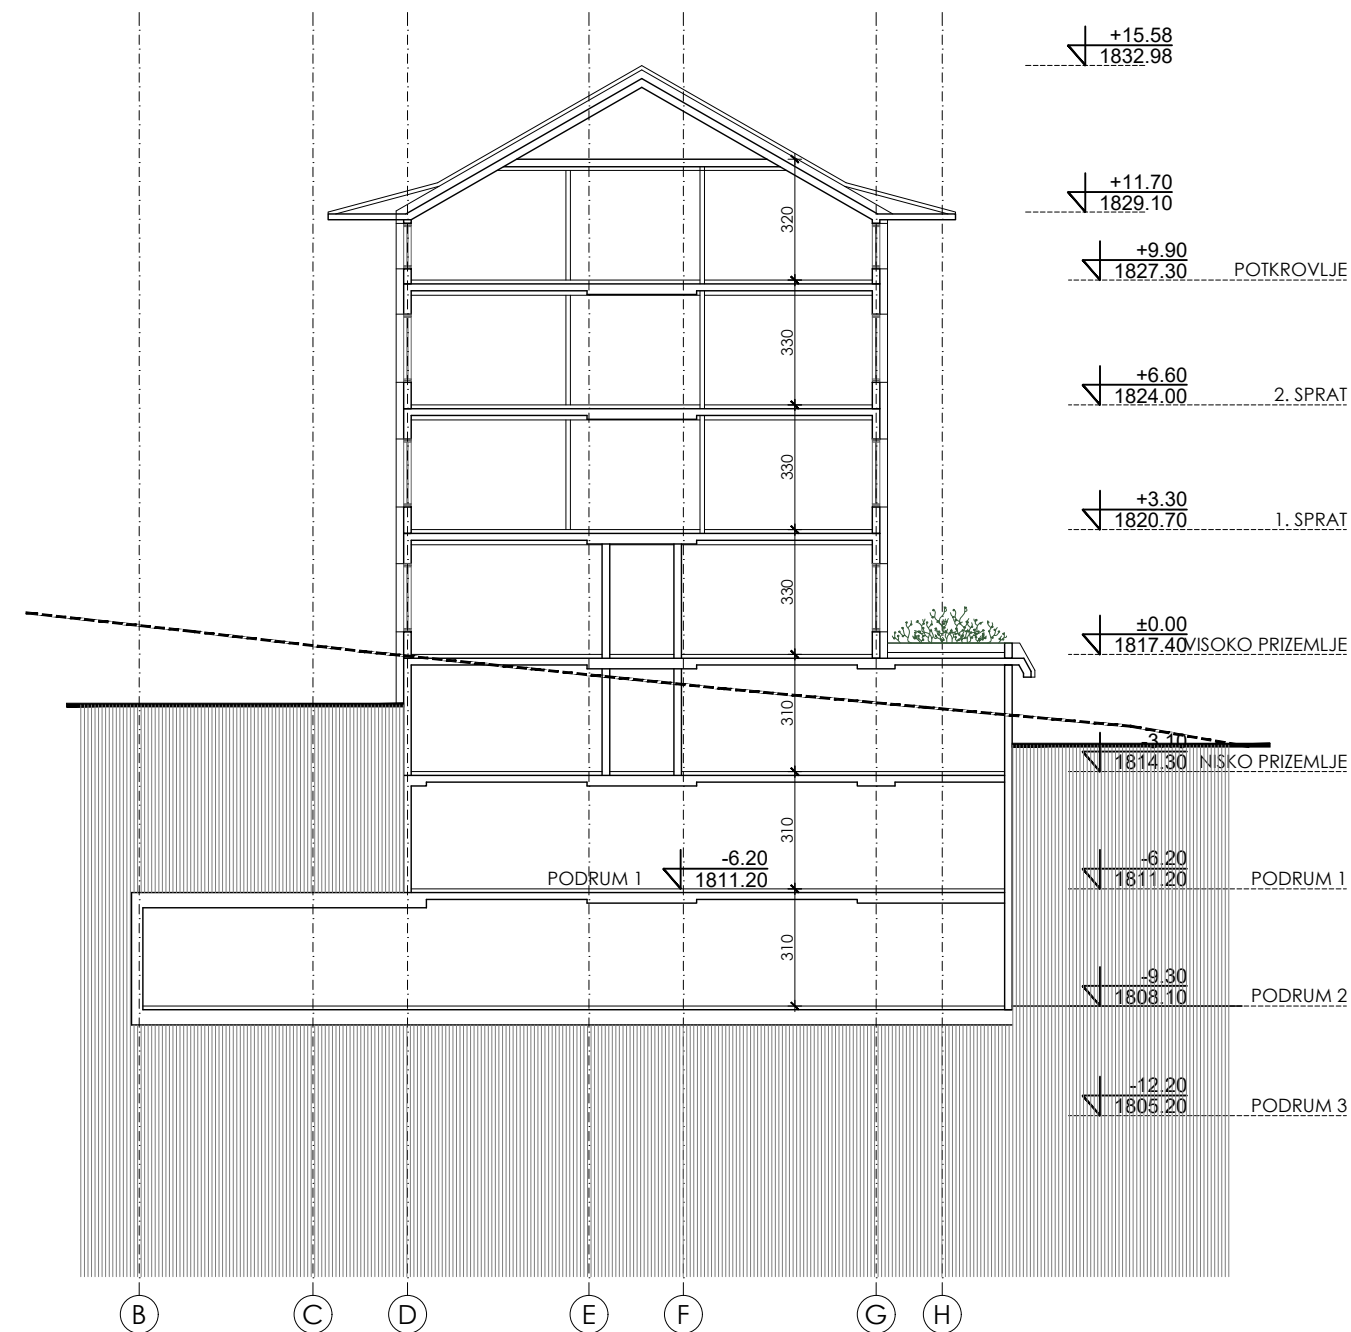 +15.58
1832.98
+11.70
1829.10
320
+9.90
1827.30 POTKROVLJE
330
+6.60
1824.00 2. SPRAT
330
+3.30
1820.70 1. SPRAT
330
±0.00
1817.40 VISOKO PRIZEMLJE
310
-3.10
1814.30 NISKO PRIZEMLJE
310
-6.20
PODRUM 1 1811.20
-6.20
1811.20 PODRUM 1
310
-9.30
1808.10 PODRUM 2
-12.20
1805.20 PODRUM 3
B C D E F G H